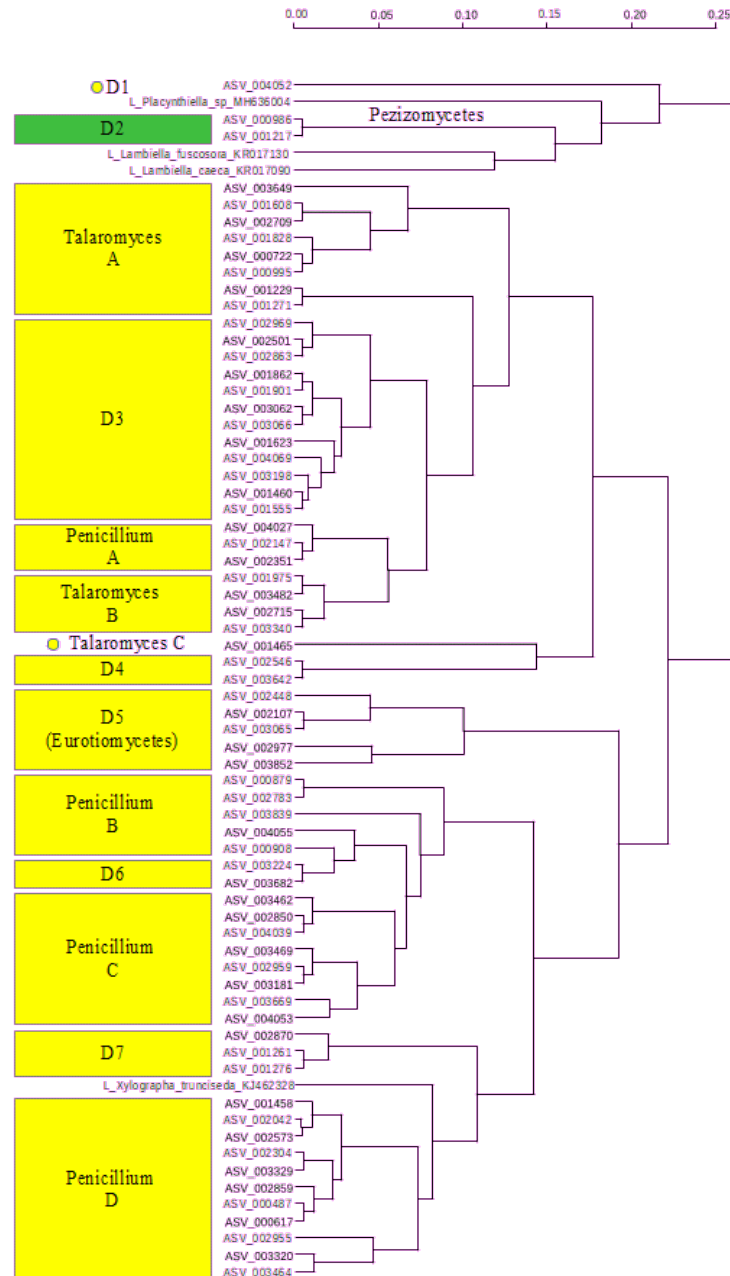 0.00 0.05 0.10 0.15 0.20 0.25
D1 ASV_004052
L_Placynthiella_sp_MH636004
D2 ASV_000986 Pezizomycetes
ASV_001217
L_Lambiella_fuscosora_KR017130
L_Lambiella_caeca_KR017090
ASV_003649
ASV_001608
ASV_002709
Talaromyces ASV_001828
A ASV_000722
ASV_000995
ASV_001229
ASV_001271
ASV_002969
ASV_002501
ASV_002863
ASV_001862
ASV_001901
D3 ASV_003062
ASV_003066
ASV_001623
ASV_004069
ASV_003198
ASV_001460
ASV_001555
ASV_004027
Penicillium ASV_002147
A ASV_002351
ASV_001975
Talaromyces ASV_003482
B ASV_002715
ASV_003340
Talaromyces C ASV_001465
D4 ASV_002546
ASV_003642
ASV_002448
D5 ASV_002107
(Eurotiomycetes) ASV_003065
ASV_002977
ASV_003852
ASV_000879
ASV_002783
Penicillium ASV_003839
B ASV_004055
ASV_000908
D6 ASV_003224
ASV_003682
ASV_003462
ASV_002850
ASV_004039
Penicillium ASV_003469
C ASV_002959
ASV_003181
ASV_003669
ASV_004053
ASV_002870
D7 ASV_001261
ASV_001276
L_Xylographa_trunciseda_KJ462328
ASV_001458
ASV_002042
ASV_002573
ASV_002304
Penicillium ASV_003329
D ASV_002859
ASV_000487
ASV_000617
ASV_002955
ASV_003320
ASV_003464